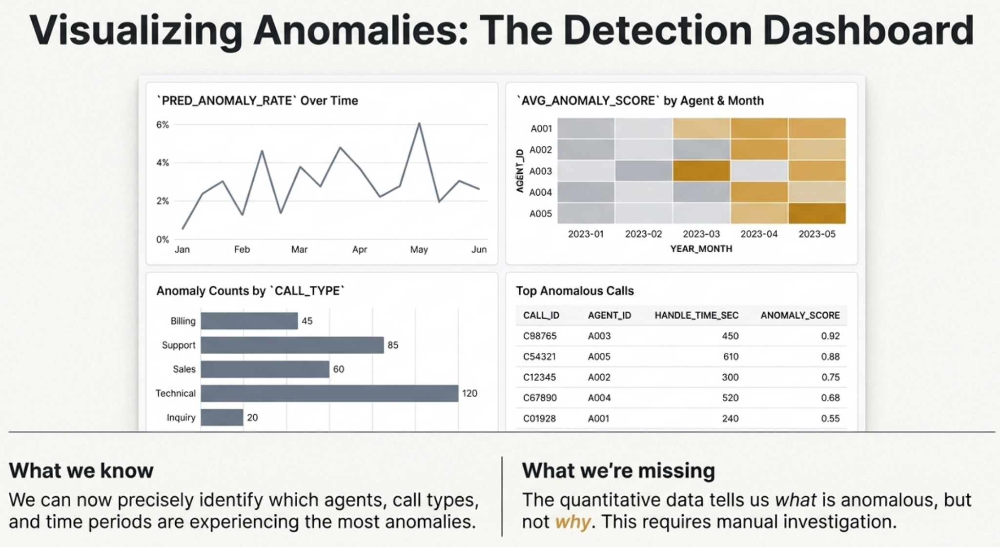 Visualizing Anomalies: The Detection Dashboard
`PRED_ANOMALY_RATE` Over Time
6%
4%
2%
0%
Jan Feb Mar Apr May Jun
`AVG_ANOMALY_SCORE` by Agent & Month
AGENT_ID
A001
A002
A003
A004
A005
2023-01 2023-02 2023-03 2023-04 2023-05
YEAR_MONTH
Anomaly Counts by `CALL_TYPE`
Billing 45
Support 85
Sales 60
Technical 120
Inquiry 20
Top Anomalous Calls
CALL_ID AGENT_ID HANDLE_TIME_SEC ANOMALY_SCORE
C98765 A003 450 0.92
C54321 A005 610 0.88
C12345 A002 300 0.75
C67890 A004 520 0.68
C01928 A001 240 0.55
What we know
We can now precisely identify which agents, call types,
and time periods are experiencing the most anomalies.
What we're missing
The quantitative data tells us what is anomalous, but
not why. This requires manual investigation.